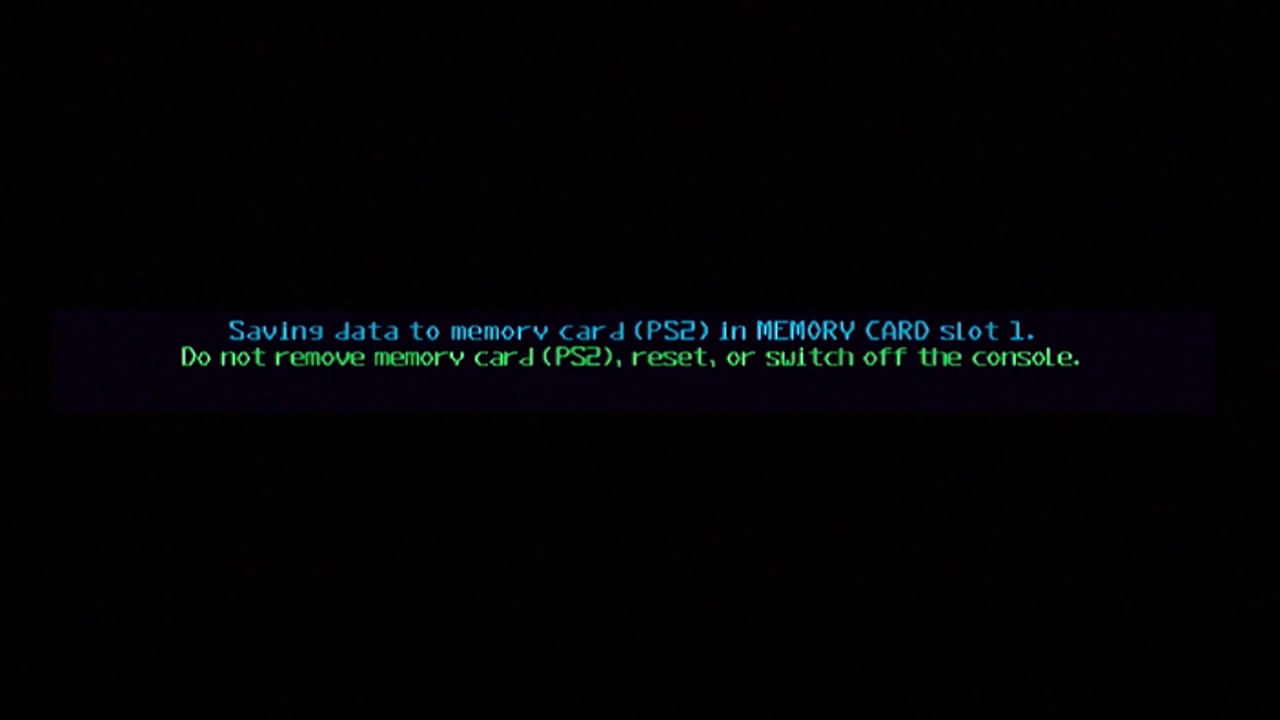 Saving data to memory card (PS2) in MEMORY CARD slot 1.
Do not remove memory card (PS2), reset, or switch off the console.